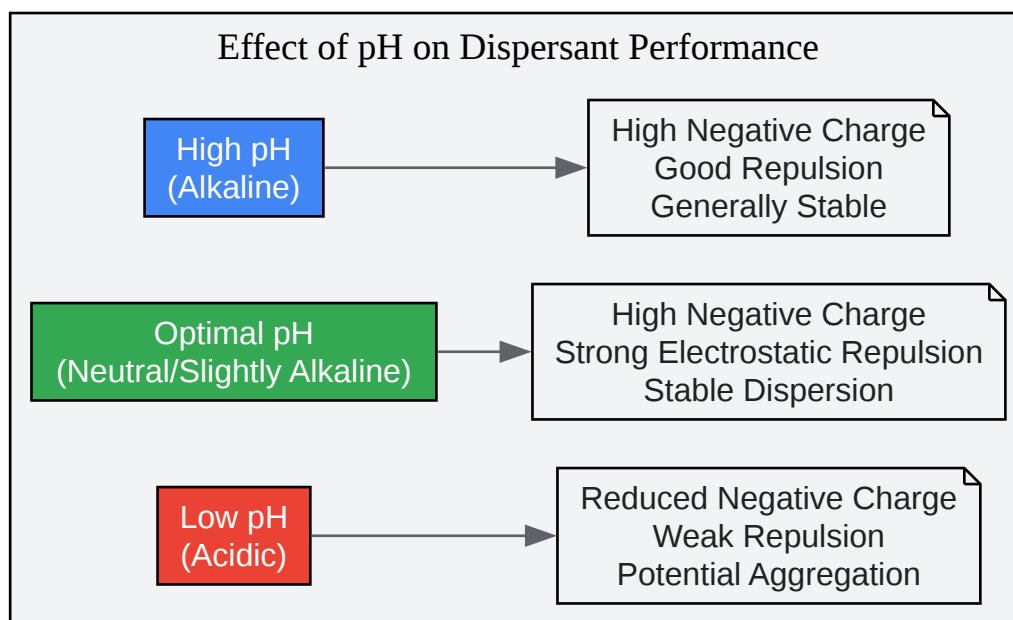 Effect of pH on Dispersant Performance
High pH
(Alkaline)
High Negative Charge
Good Repulsion
Generally Stable
Optimal pH
(Neutral/Slightly Alkaline)
High Negative Charge
Strong Electrostatic Repulsion
Stable Dispersion
Low pH
(Acidic)
Reduced Negative Charge
Weak Repulsion
Potential Aggregation